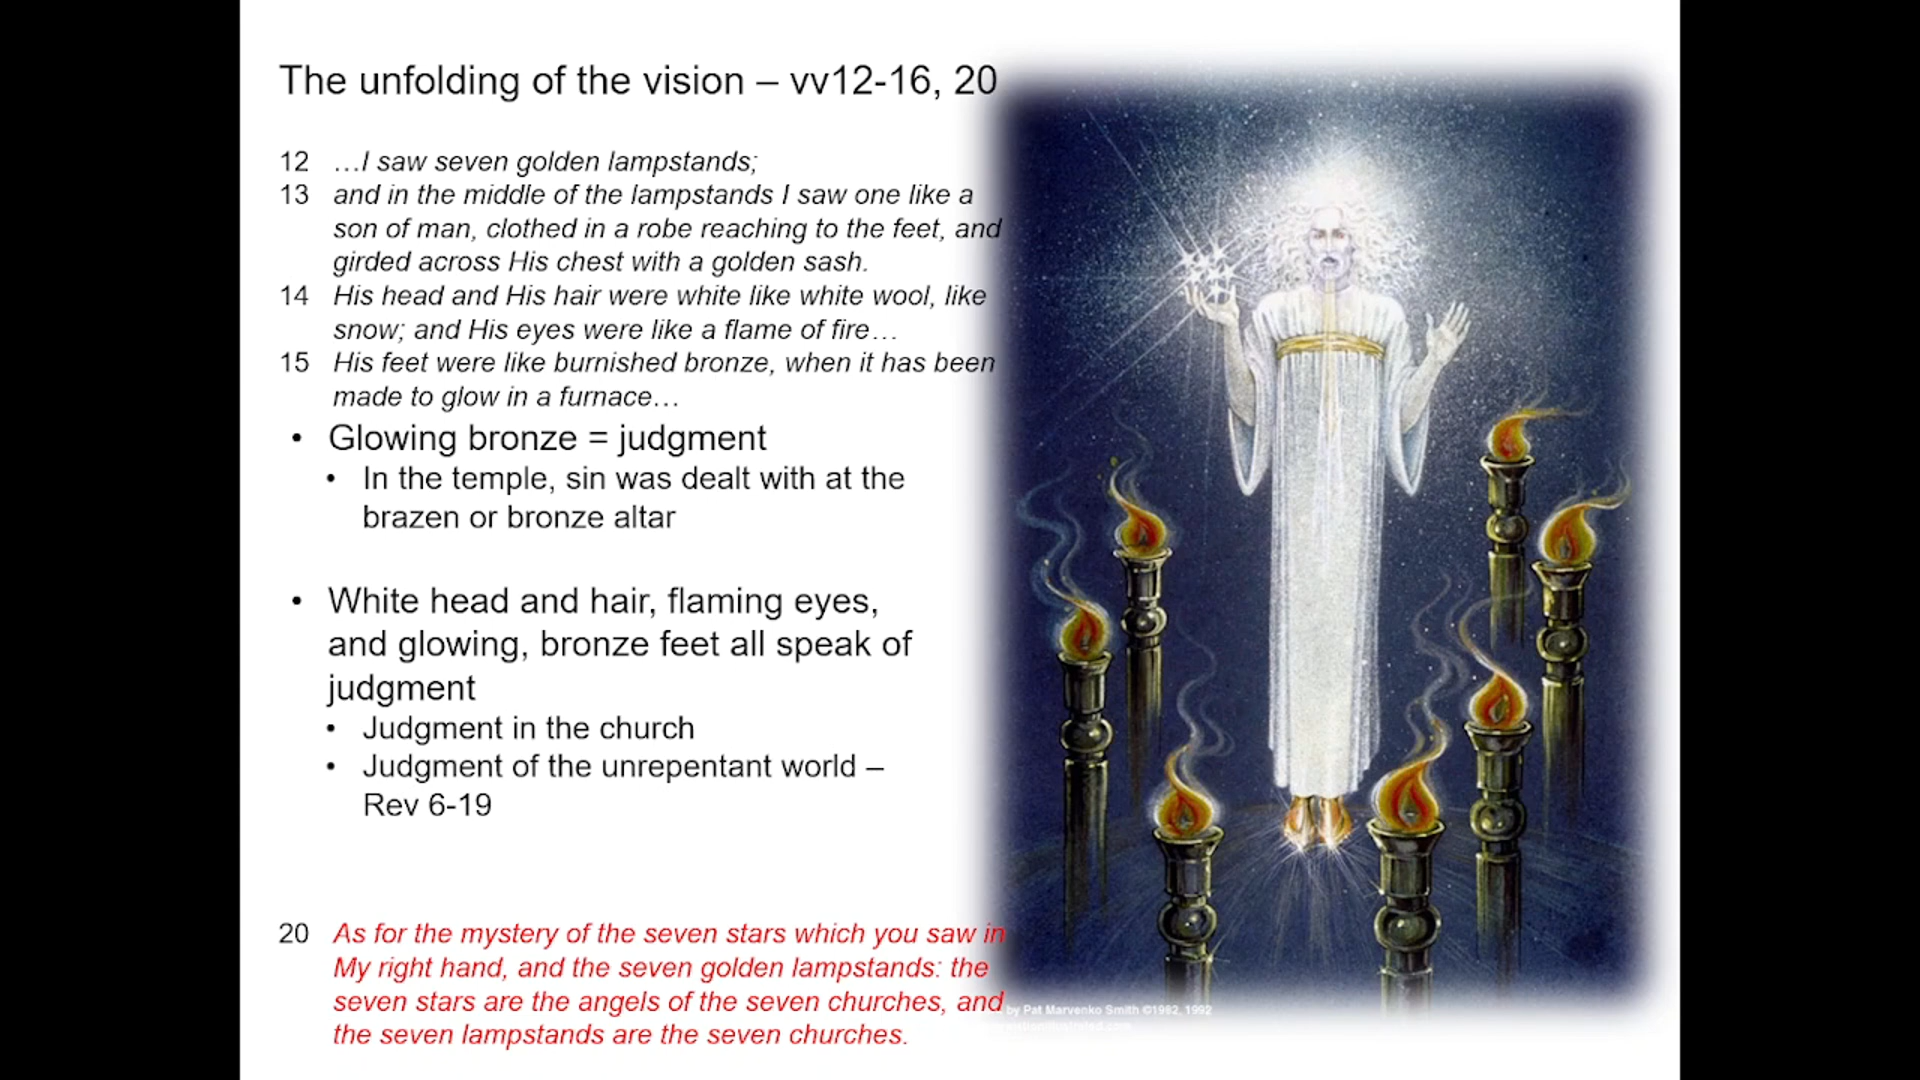 The unfolding of the vision – vv12-16, 20
12 …I saw seven golden lampstands;
13 and in the middle of the lampstands I saw one like a
son of man, clothed in a robe reaching to the feet, and
girded across His chest with a golden sash.
14 His head and His hair were white like white wool, like
snow; and His eyes were like a flame of fire…
15 His feet were like burnished bronze, when it has been
made to glow in a furnace…
• Glowing bronze = judgment
• In the temple, sin was dealt with at the
brazen or bronze altar
• White head and hair, flaming eyes,
and glowing, bronze feet all speak of
judgment
• Judgment in the church
• Judgment of the unrepentant world –
Rev 6-19
20 As for the mystery of the seven stars which you saw in
My right hand, and the seven golden lampstands: the
seven stars are the angels of the seven churches, and
the seven lampstands are the seven churches.
by Pat Marvenko Smith ©1982, 1992